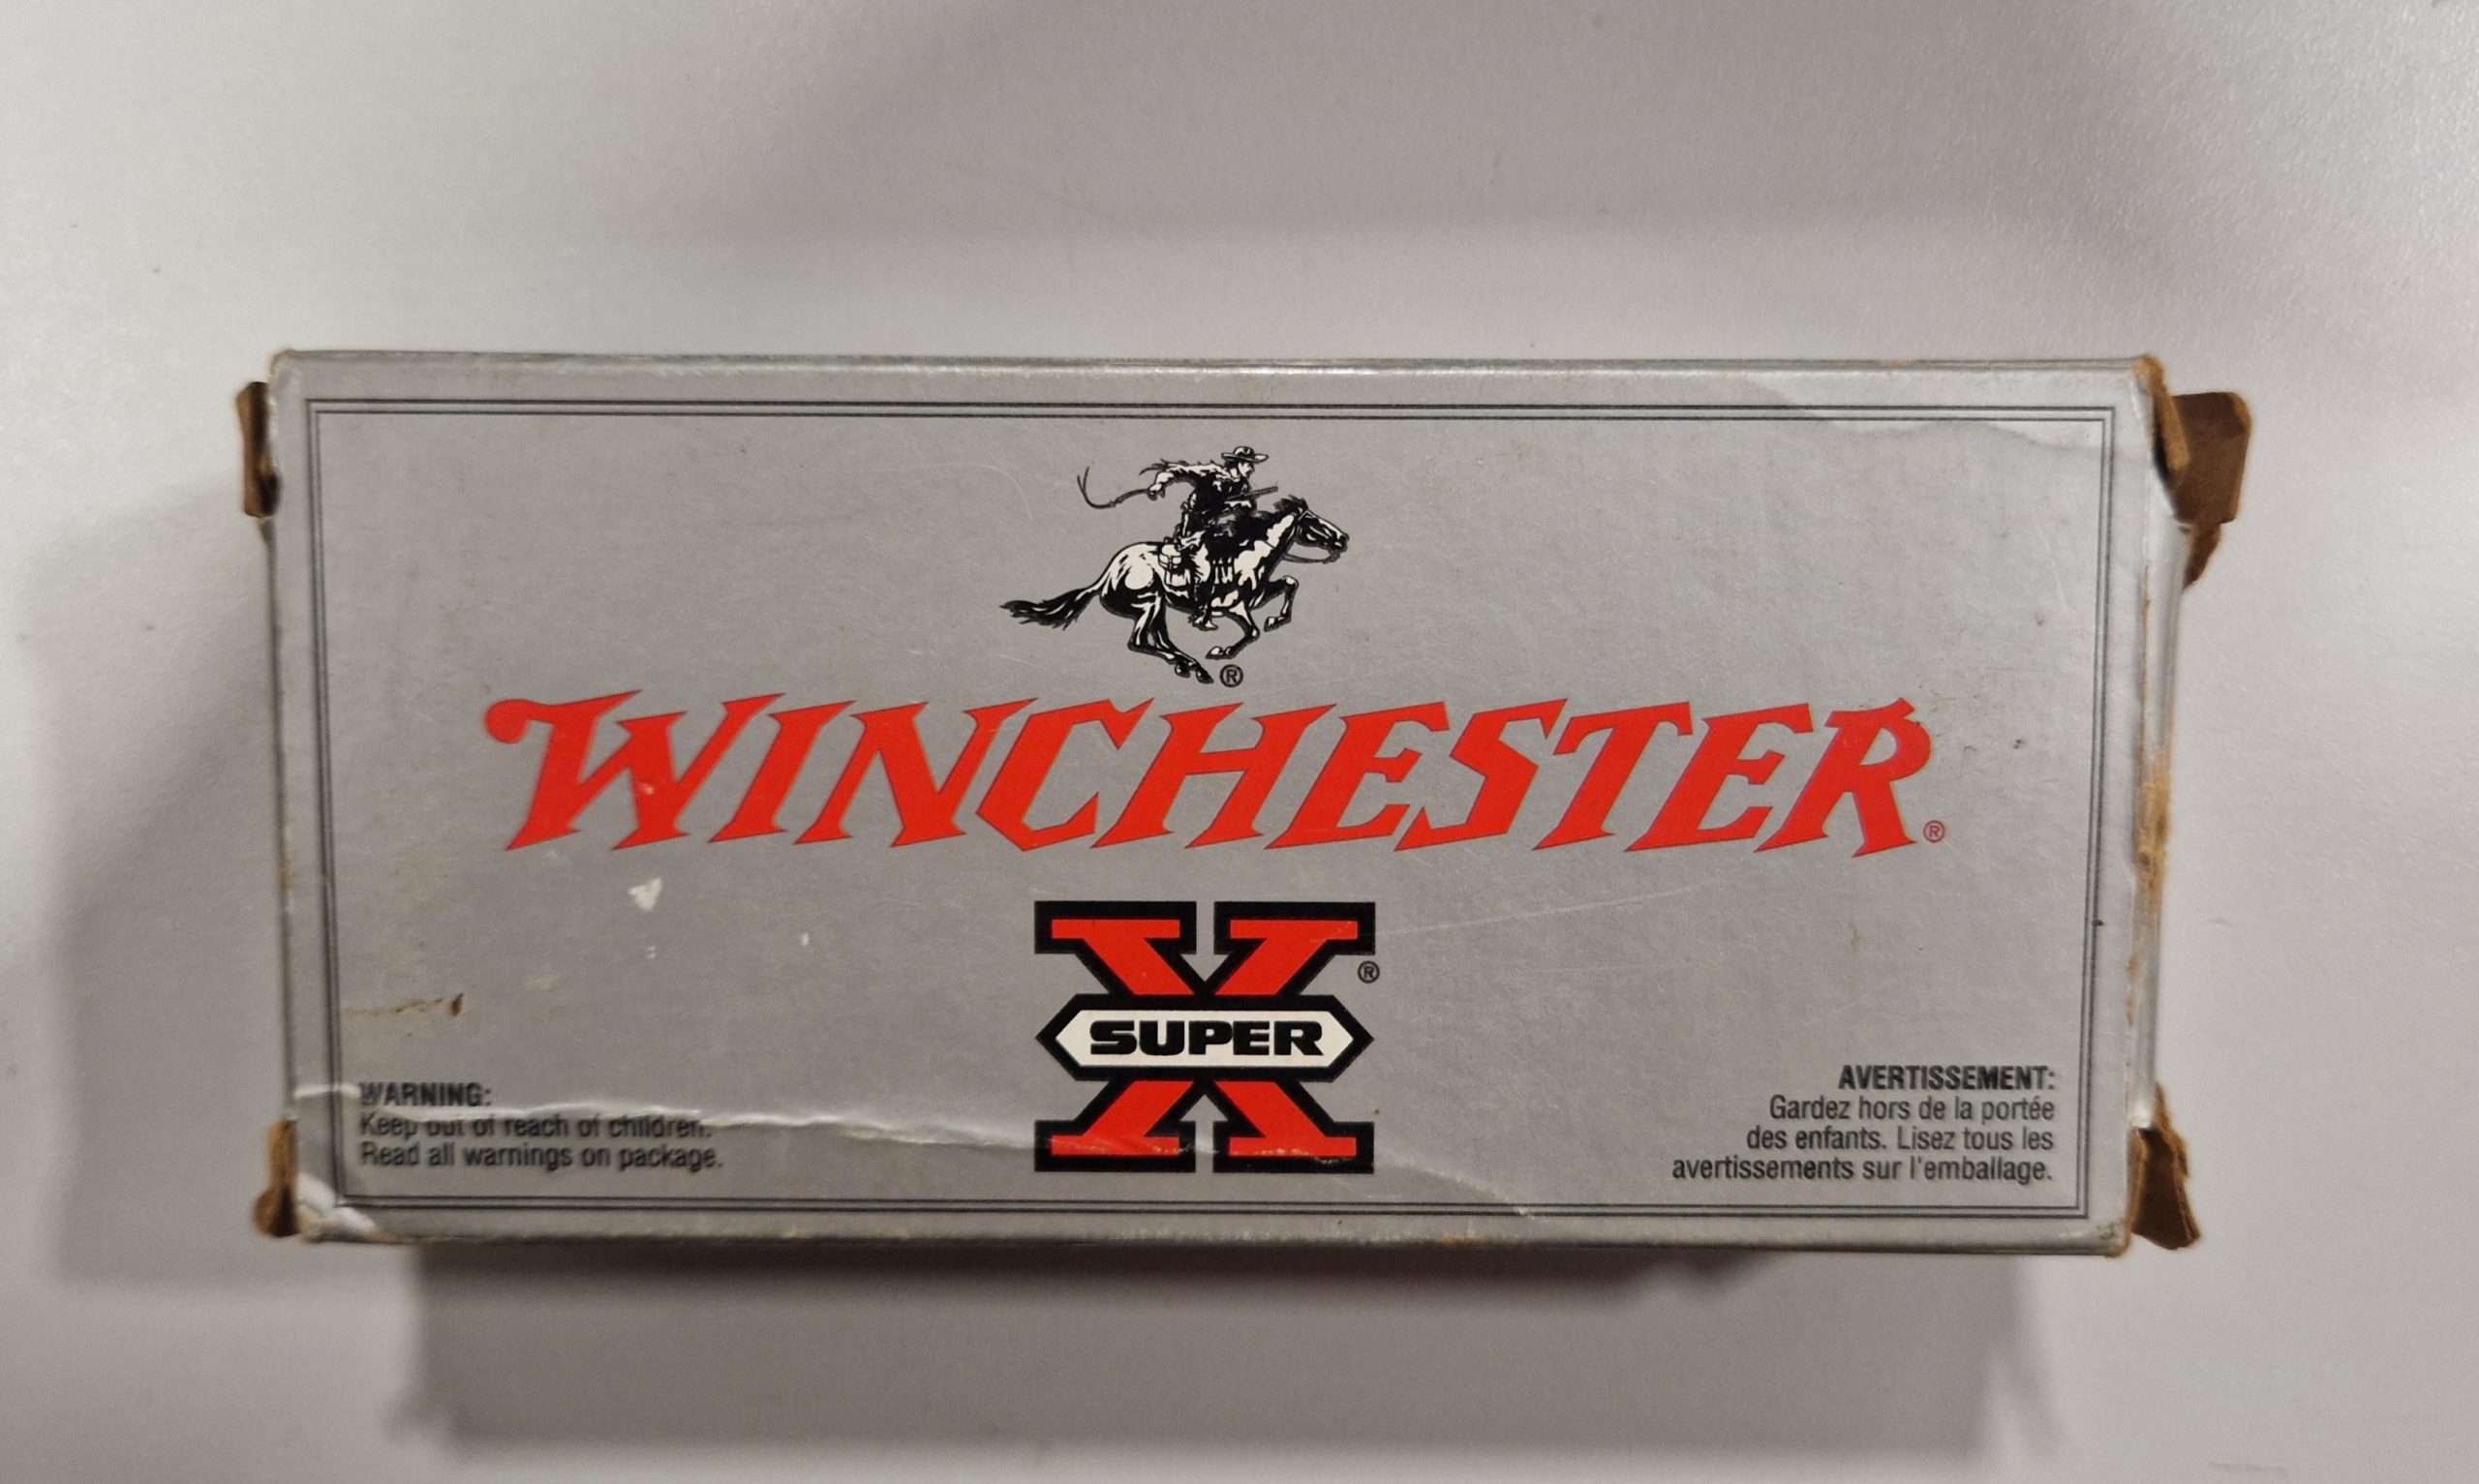 ®
WINCHESTER®
X®
SUPER
WARNING:
Keep out of reach of children.
Read all warnings on package.
AVERTISSEMENT:
Gardez hors de la portée
des enfants. Lisez tous les
avertissements sur l'emballage.